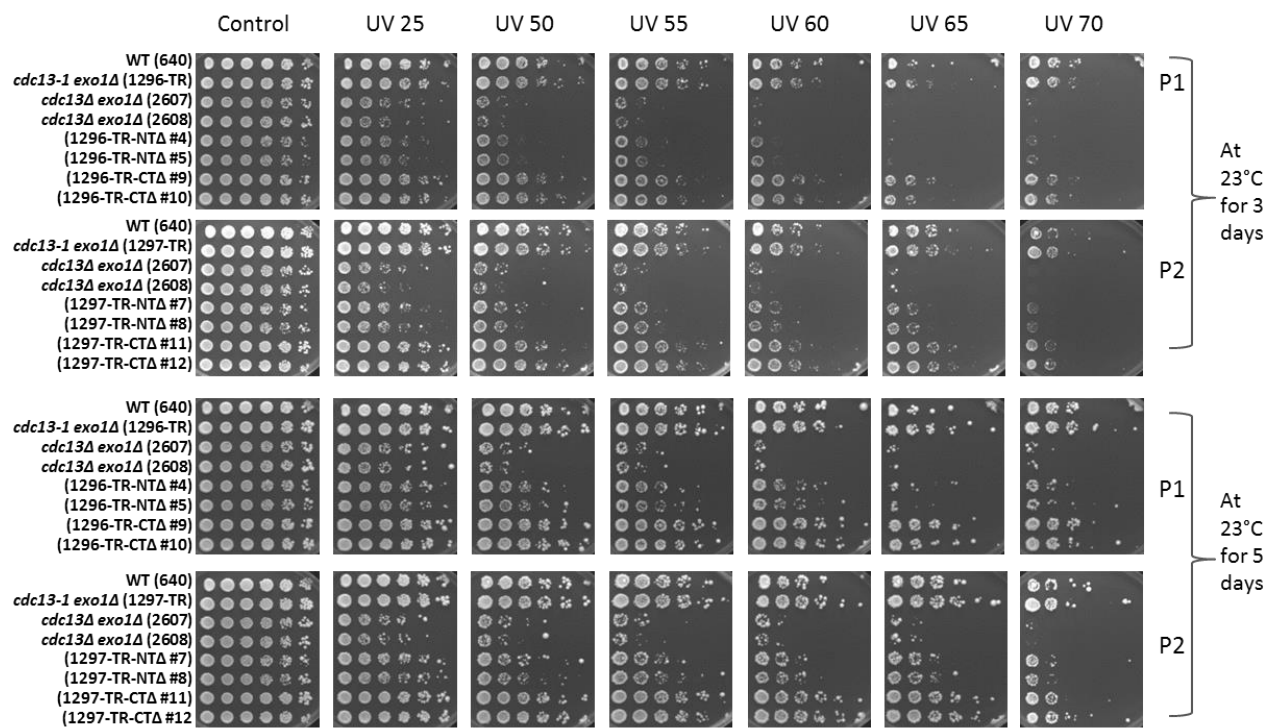 Control UV 25 UV 50 UV 55 UV 60 UV 65 UV 70
WT (640)
cdc13-1 exo1Δ (1296-TR)
cdc13Δ exo1Δ (2607)
cdc13Δ exo1Δ (2608)
(1296-TR-NTΔ #4)
(1296-TR-NTΔ #5)
(1296-TR-CTΔ #9)
(1296-TR-CTΔ #10)
P1
WT (640)
cdc13-1 exo1Δ (1297-TR)
cdc13Δ exo1Δ (2607)
cdc13Δ exo1Δ (2608)
(1297-TR-NTΔ #7)
(1297-TR-NTΔ #8)
(1297-TR-CTΔ #11)
(1297-TR-CTΔ #12)
P2
At
23°C
for 3
days
WT (640)
cdc13-1 exo1Δ (1296-TR)
cdc13Δ exo1Δ (2607)
cdc13Δ exo1Δ (2608)
(1296-TR-NTΔ #4)
(1296-TR-NTΔ #5)
(1296-TR-CTΔ #9)
(1296-TR-CTΔ #10)
P1
WT (640)
cdc13-1 exo1Δ (1297-TR)
cdc13Δ exo1Δ (2607)
cdc13Δ exo1Δ (2608)
(1297-TR-NTΔ #7)
(1297-TR-NTΔ #8)
(1297-TR-CTΔ #11)
(1297-TR-CTΔ #12
P2
At
23°C
for 5
days